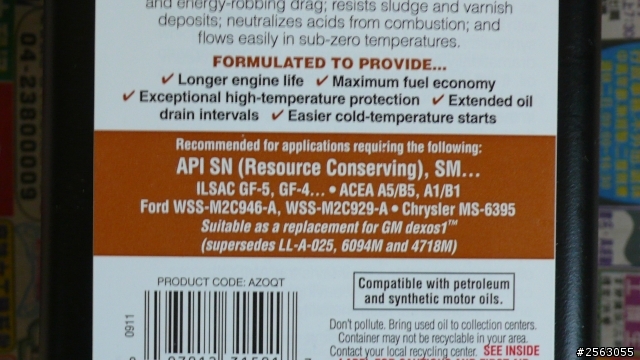 and energy-robbing drag; resists sludge and varnish
deposits; neutralizes acids from combustion; and
flows easily in sub-zero temperatures.
FORMULATED TO PROVIDE...
✓ Longer engine life ✓ Maximum fuel economy
✓ Exceptional high-temperature protection ✓ Extended oil
drain intervals ✓ Easier cold-temperature starts
Recommended for applications requiring the following:
API SN (Resource Conserving), SM...
ILSAC GF-5, GF-4... • ACEA A5/B5, A1/B1
Ford WSS-M2C946-A, WSS-M2C929-A • Chrysler MS-6395
Suitable as a replacement for GM dexos1™
(supersedes LL-A-025, 6094M and 4718M)
PRODUCT CODE: AZOQT
0911
Compatible with petroleum
and synthetic motor oils.
Don't pollute. Bring used oil to collection centers.
Container may not be recyclable in your area.
Contact your local recycling center. SEE INSIDE
04-23800009
#2563055